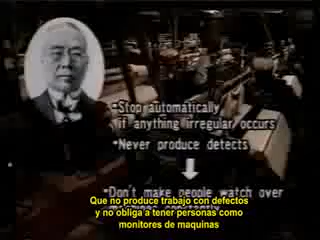 •Stop automatically
if anything irregular occurs
•Never produce detects
•Don't make people watch over
Que no produce trabajo con defectos
y no obliga a tener personas como
monitores de maquinas